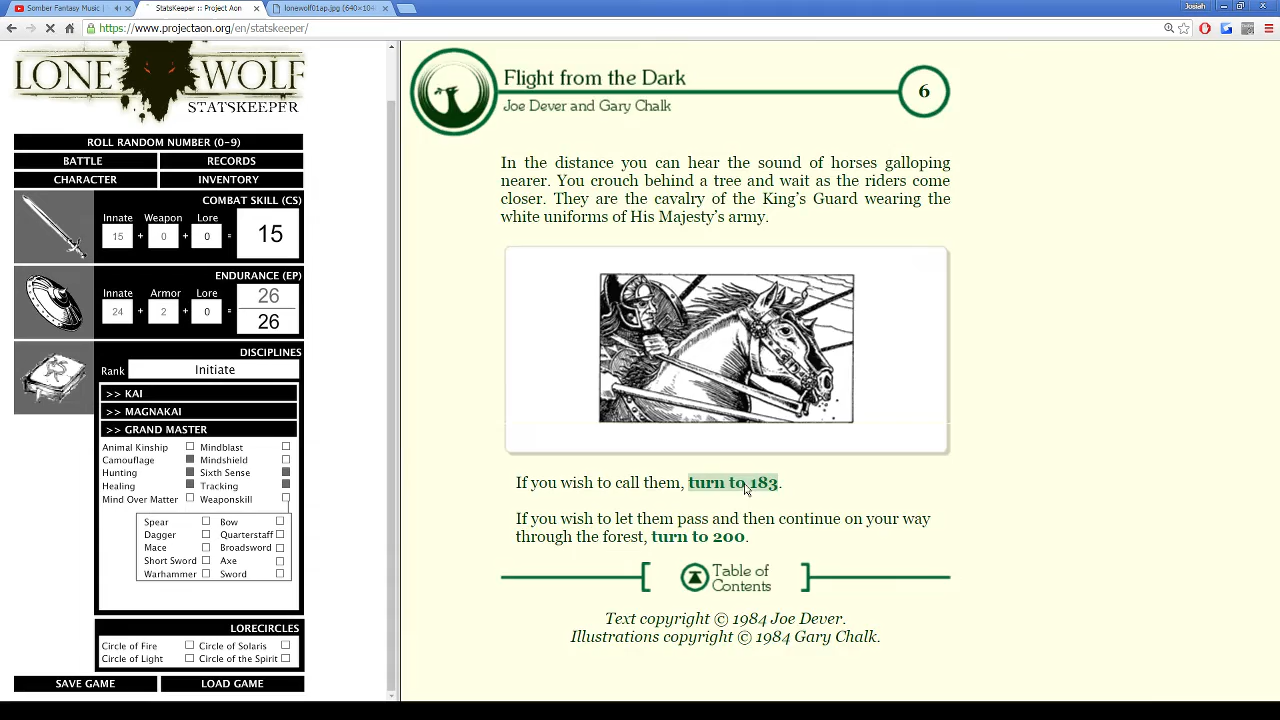 Somber Fantasy Music |
StatsKeeper :: Project Aon
lonewolf01ap.jpg (640×104
Josiah
www.projectaon.org/en/statskeeper/
LONE WOLF
STATSKEEPER
ROLL RANDOM NUMBER (0-9)
BATTLE
RECORDS
CHARACTER
INVENTORY
COMBAT SKILL (CS)
Innate
Weapon
Lore
15 + 0 + 0 = 15
ENDURANCE (EP)
Innate
Armor
Lore
26
24 + 2 + 0 = 26
DISCIPLINES
Rank
Initiate
>> KAI
>> MAGNAKAI
>> GRAND MASTER
Animal Kinship
Mindblast
Camouflage
Mindshield
Hunting
Sixth Sense
Healing
Tracking
Mind Over Matter
Weaponskill
Spear
Bow
Dagger
Quarterstaff
Mace
Broadsword
Short Sword
Axe
Warhammer
Sword
LORECIRCLES
Circle of Fire
Circle of Solaris
Circle of Light
Circle of the Spirit
SAVE GAME
LOAD GAME
Flight from the Dark
Joe Dever and Gary Chalk
6
In the distance you can hear the sound of horses galloping
nearer. You crouch behind a tree and wait as the riders come
closer. They are the cavalry of the King's Guard wearing the
white uniforms of His Majesty's army.
If you wish to call them, turn to 183.
If you wish to let them pass and then continue on your way
through the forest, turn to 200.
Table of
Contents
Text copyright © 1984 Joe Dever.
Illustrations copyright © 1984 Gary Chalk.